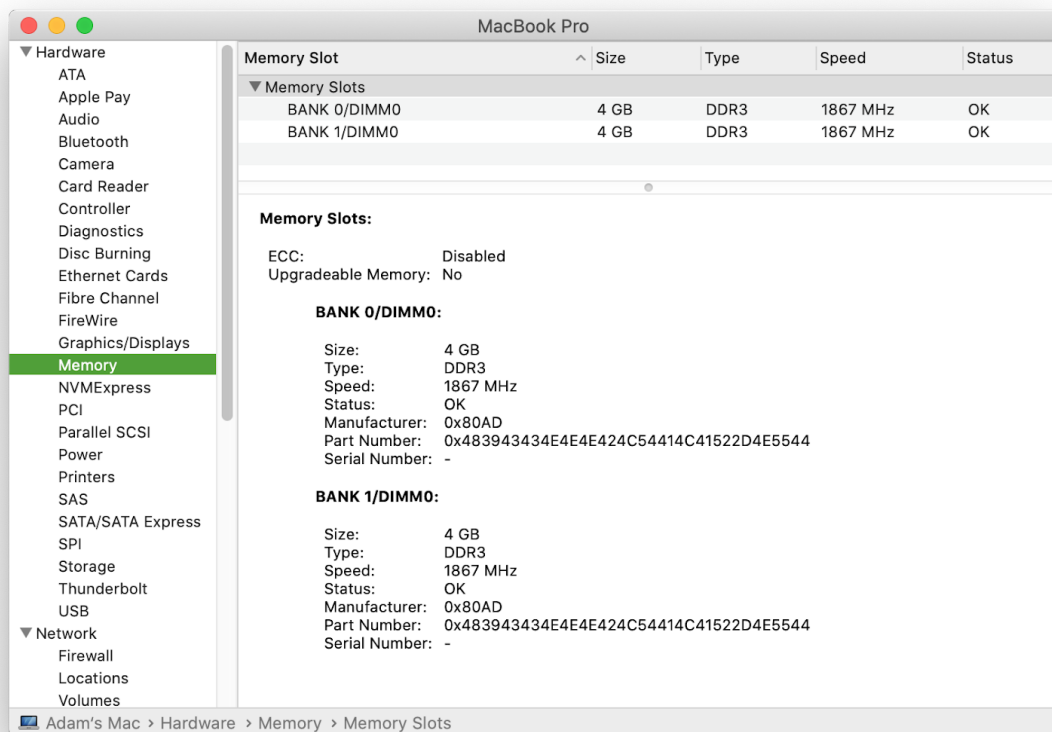 MacBook Pro
Hardware
ATA
Apple Pay
Audio
Bluetooth
Camera
Card Reader
Controller
Diagnostics
Disc Burning
Ethernet Cards
Fibre Channel
FireWire
Graphics/Displays
Memory
NVMExpress
PCI
Parallel SCSI
Power
Printers
SAS
SATA/SATA Express
SPI
Storage
Thunderbolt
USB
Network
Firewall
Locations
Volumes
Memory Slot Size Type Speed Status
Memory Slots
BANK 0/DIMM0 4 GB DDR3 1867 MHz OK
BANK 1/DIMM0 4 GB DDR3 1867 MHz OK
Memory Slots:
ECC: Disabled
Upgradeable Memory: No
BANK 0/DIMM0:
Size: 4 GB
Type: DDR3
Speed: 1867 MHz
Status: OK
Manufacturer: 0x80AD
Part Number: 0x483943434E4E4E424C54414C41522D4E5544
Serial Number: -
BANK 1/DIMM0:
Size: 4 GB
Type: DDR3
Speed: 1867 MHz
Status: OK
Manufacturer: 0x80AD
Part Number: 0x483943434E4E4E424C54414C41522D4E5544
Serial Number: -
Adam's Mac › Hardware › Memory › Memory Slots